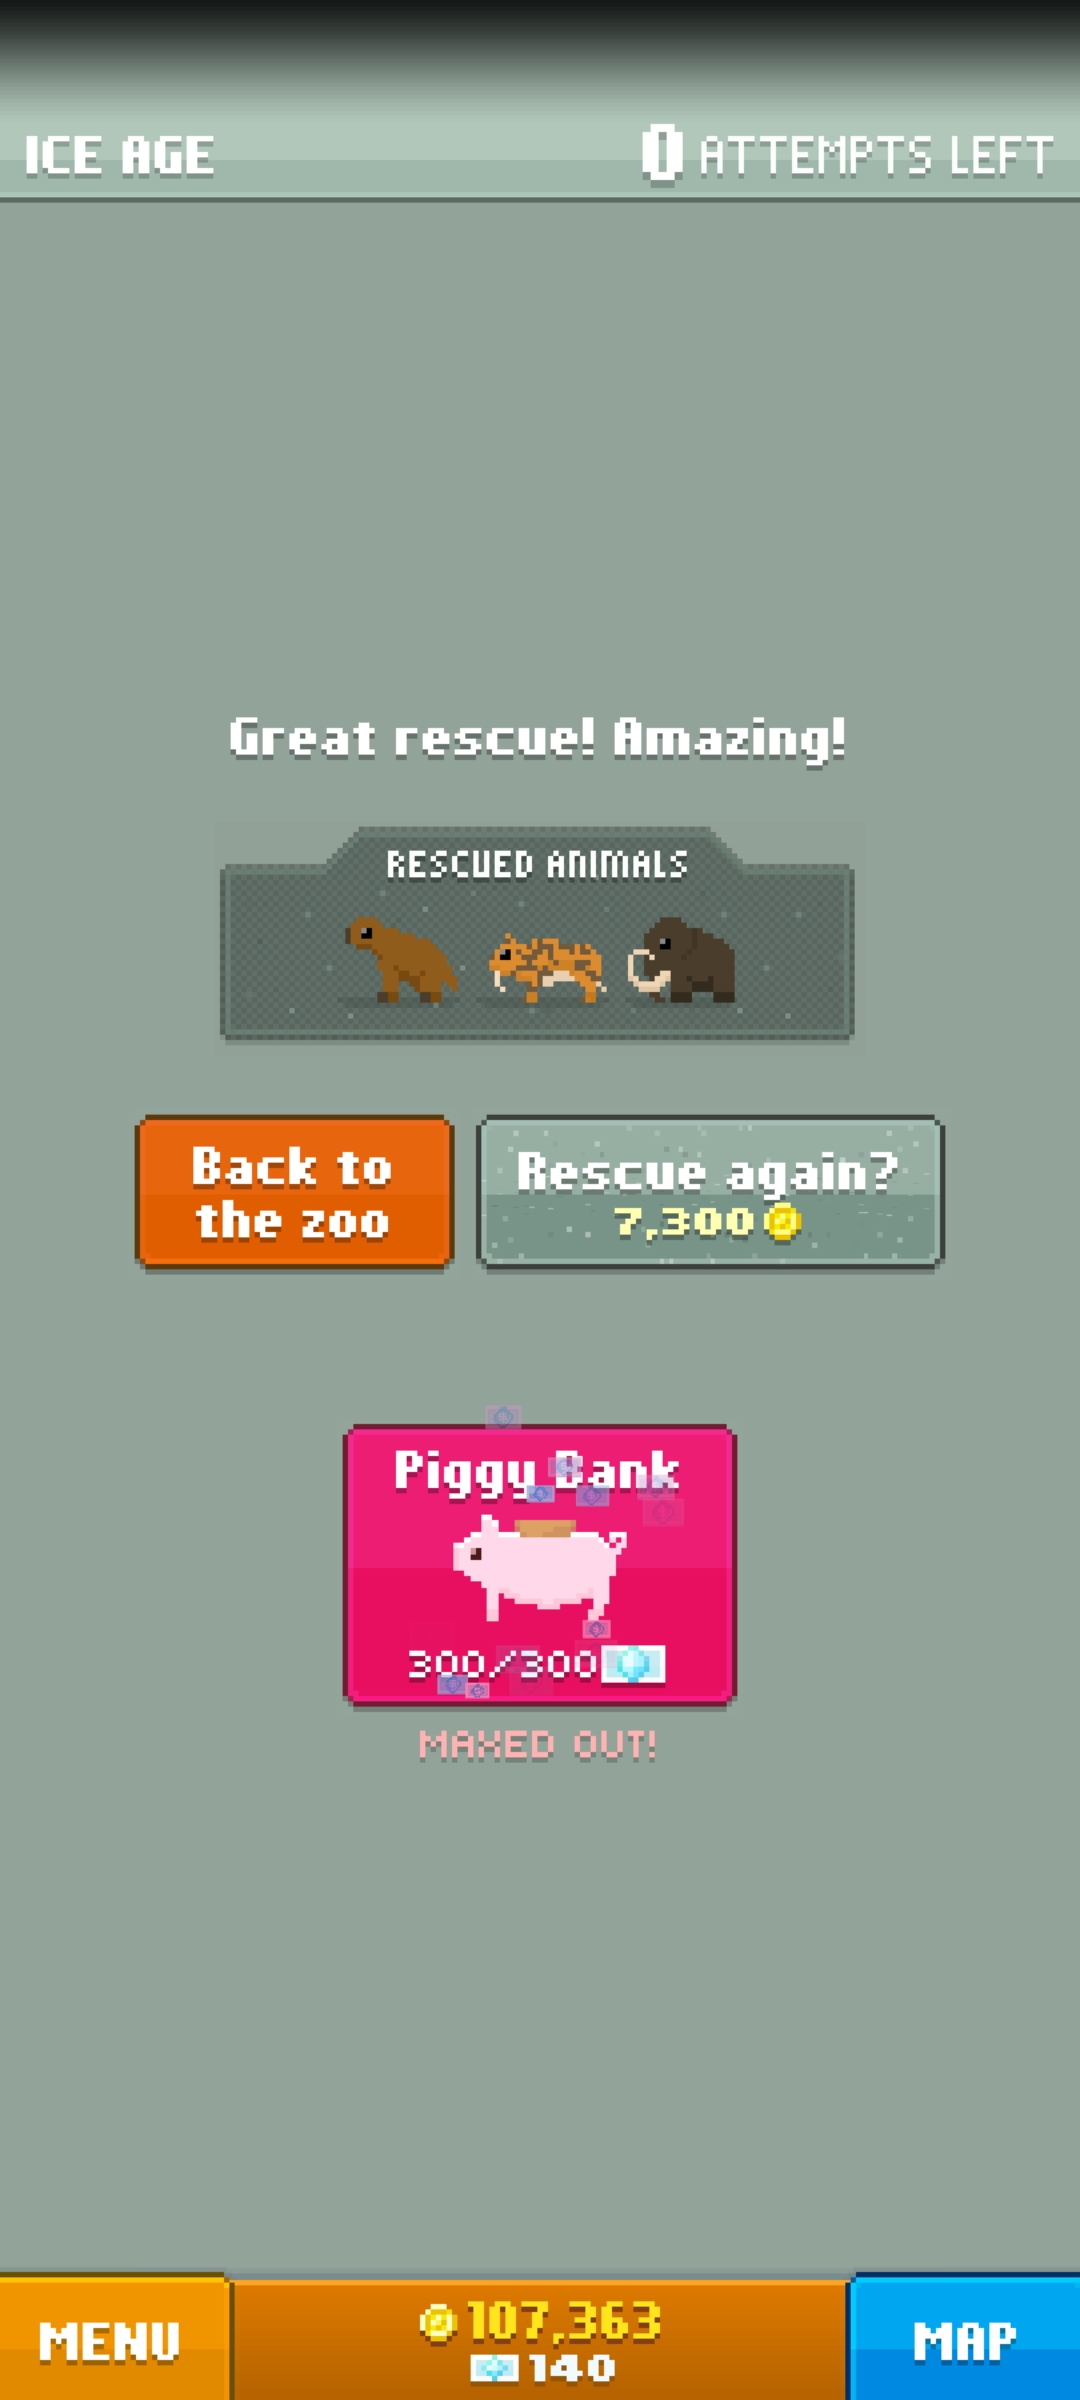 ICE AGE
0 ATTEMPTS LEFT
Great rescue! Amazing!
RESCUED ANIMALS
Back to
the zoo
Rescue again?
7,300
Piggy Bank
300/300
MAXED OUT!
MENU
107,363
140
MAP